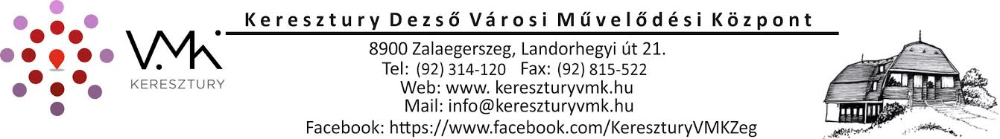 Keresztury Dezső Városi Művelődési Központ
V.Mk
KERESZTURY
8900 Zalaegerszeg, Landorhegyi út 21.
Tel: (92) 314-120 Fax: (92) 815-522
Web: www. kereszturyvmk.hu
Mail: info@kereszturyvmk.hu
Facebook: https://www.facebook.com/KereszturyVMKZeg